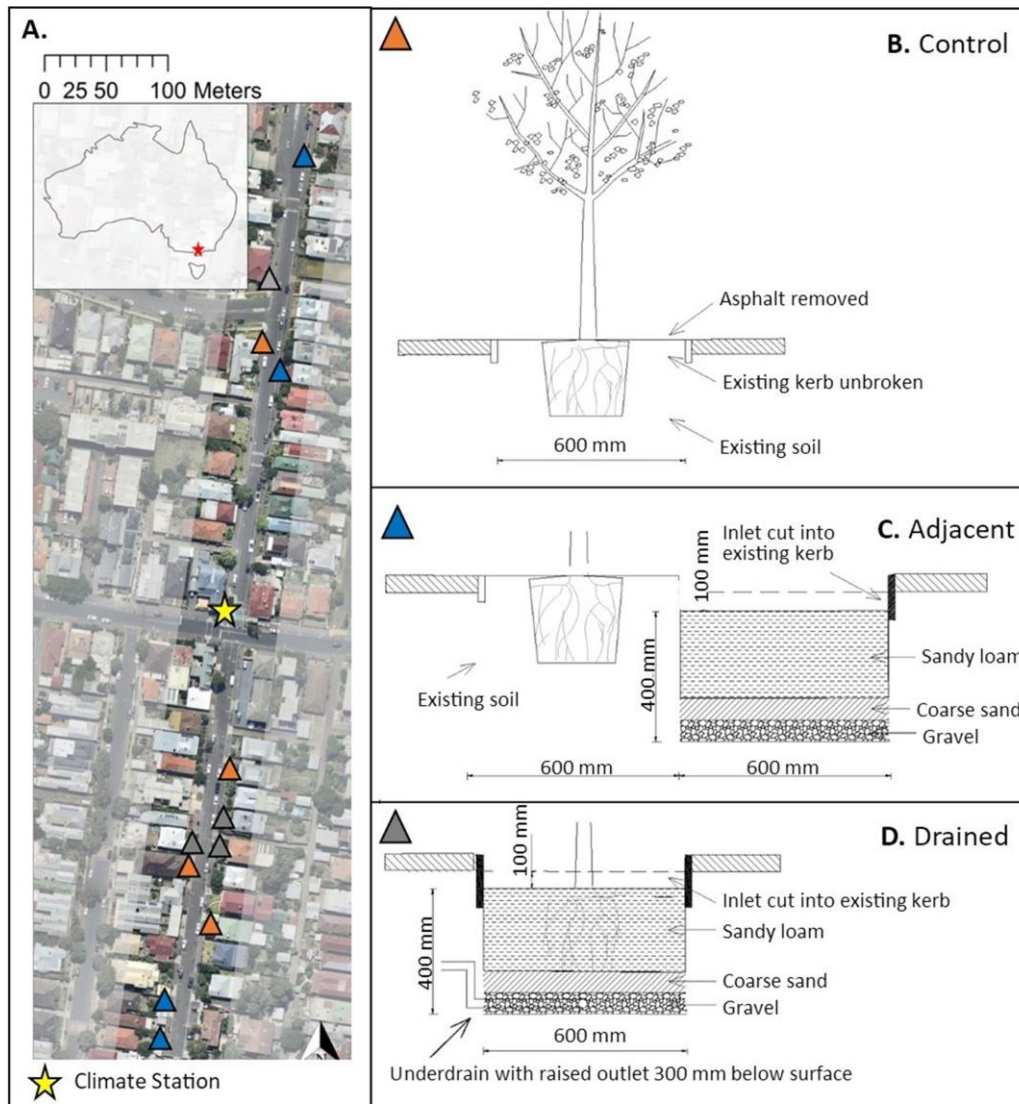 A.
0 25 50 100 Meters
N
Climate Station
B. Control
Asphalt removed
Existing kerb unbroken
Existing soil
600 mm
C. Adjacent
Inlet cut into
existing kerb
100 mm
400 mm
Sandy loam
Existing soil
Coarse sand
Gravel
600 mm
600 mm
D. Drained
100 mm
Inlet cut into existing kerb
Sandy loam
400 mm
Coarse sand
Gravel
600 mm
Underdrain with raised outlet 300 mm below surface